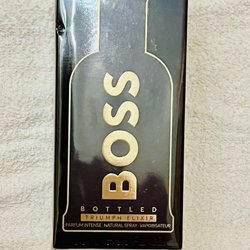 BOSS
BOTTLED
TRIUMPH ELIXIR
PARFUM INTENSE NATURAL SPRAY VAPORISATEUR